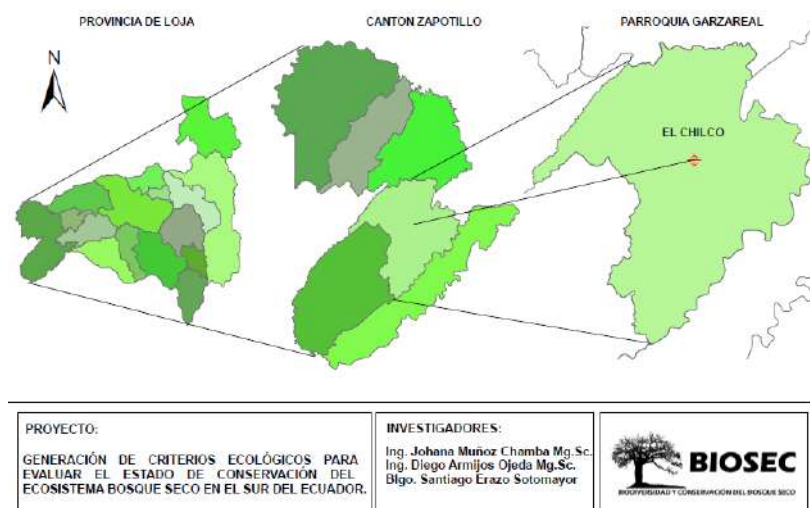 PROVINCIA DE LOJA
CANTON ZAPOTILLO
PARROQUIA GARZAREAL
N
EL CHILCO
PROYECTO:
GENERACIÓN DE CRITERIOS ECOLÓGICOS PARA
EVALUAR EL ESTADO DE CONSERVACIÓN DEL
ECOSISTEMA BOSQUE SECO EN EL SUR DEL ECUADOR.
INVESTIGADORES:
Ing. Johana Muñoz Chamba Mg.Sc.
Ing. Diego Armijos Ojeda Mg.Sc.
Blgo. Santiago Erazo Sotomayor
BIOSEC
BIODIVERSIDAD Y CONSERVACIÓN DEL BOSQUE SECO